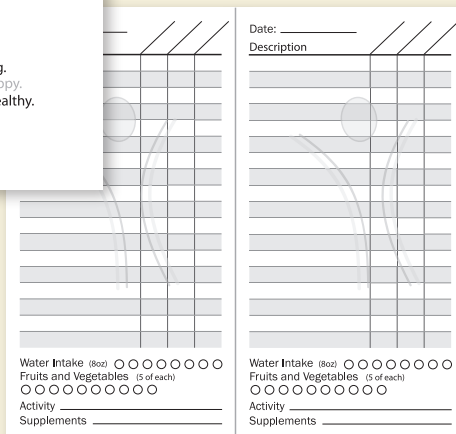 g.
opy.
ealthy.
Water Intake (8oz)
Fruits and Vegetables (5 of each)
Activity
Supplements
Date:
Description
Water Intake (8oz)
Fruits and Vegetables (5 of each)
Activity
Supplements